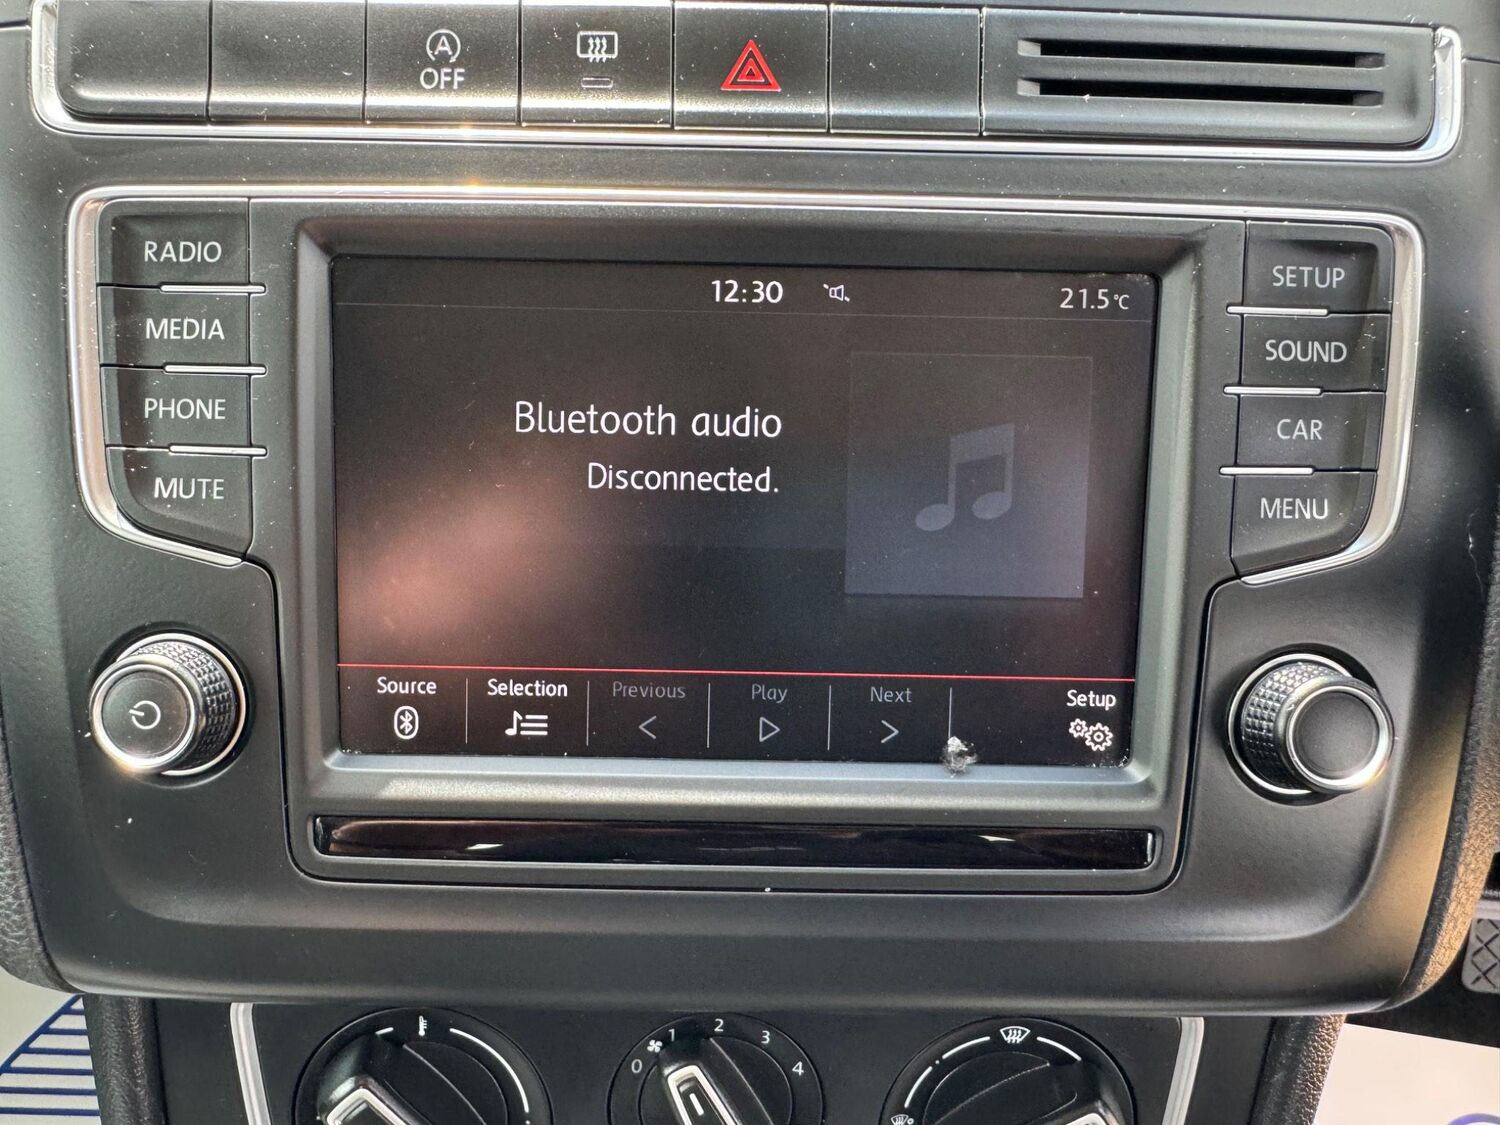 A
OFF
RADIO
MEDIA
PHONE
MUTE
12:30
21.5°C
Bluetooth audio
Disconnected.
Source
Selection
Previous
Play
Next
Setup
SETUP
SOUND
CAR
MENU
0 1 2 3 4